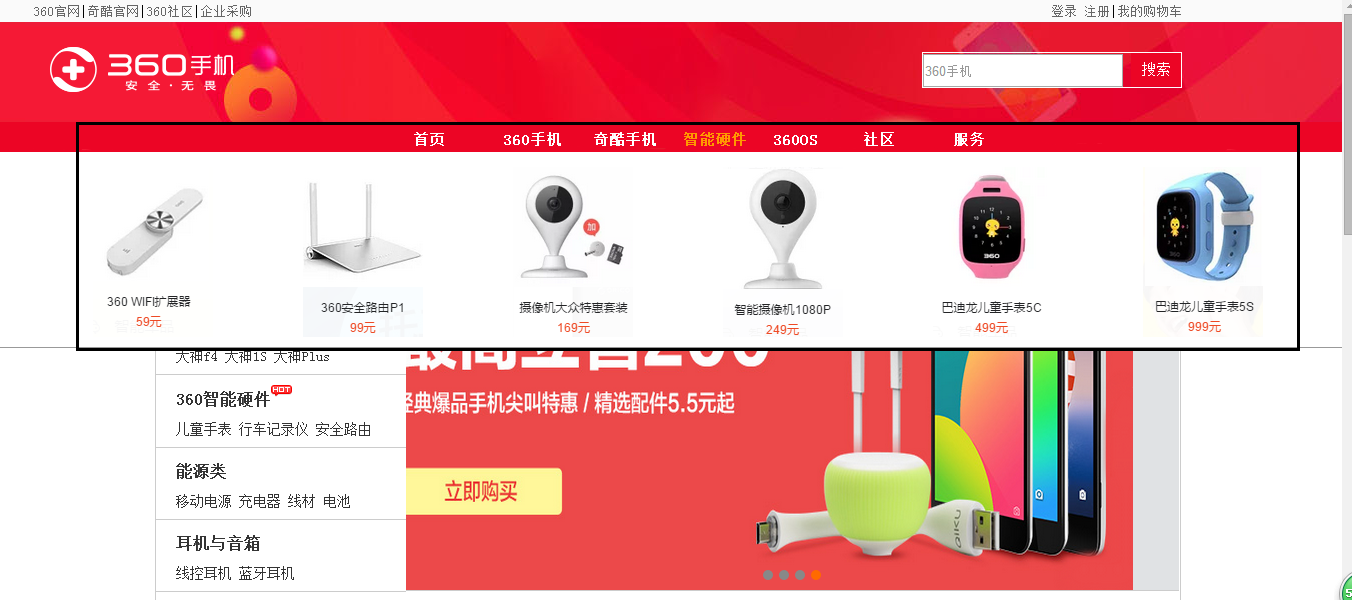 360官网|奇酷官网|360社区|企业采购
登录 注册|我的购物车
360手机
安全·无畏
360手机
搜索
首页 360手机 奇酷手机 智能硬件 360OS 社区 服务
加
360
360 WIFI扩展器
59元
360安全路由P1
99元
摄像机大众特惠套装
169元
智能摄像机1080P
249元
巴迪龙儿童手表5C
499元
巴迪龙儿童手表5S
999元
大神f4 大神1S 大神Plus
360智能硬件 HOT
儿童手表 行车记录仪 安全路由
能源类
移动电源 充电器 线材 电池
耳机与音箱
线控耳机 蓝牙耳机
经典爆品手机尖叫特惠 / 精选配件5.5元起
立即购买
QiKU
5